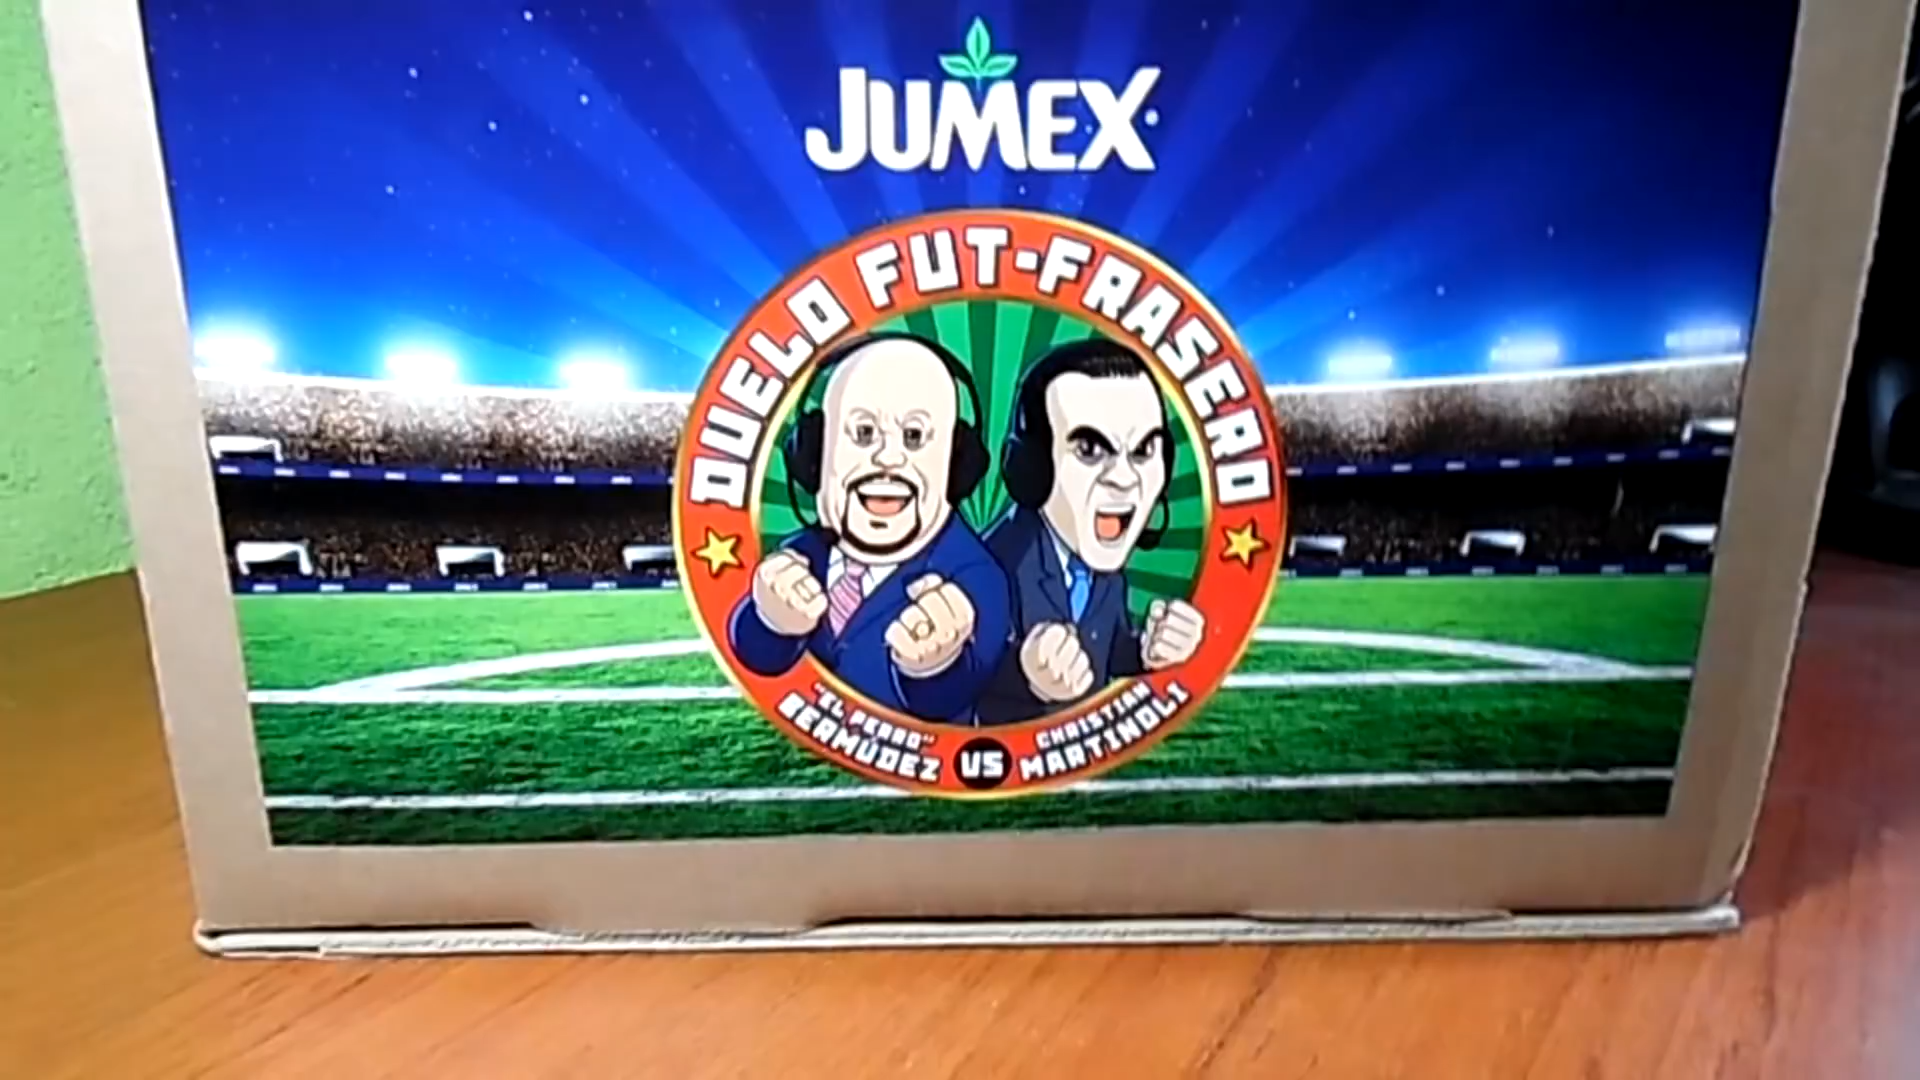 JUMEX
DUELO FUT-FRASERO
"EL PERRO"
BERMÚDEZ
VS
CHRISTIAN
MARTINOLI